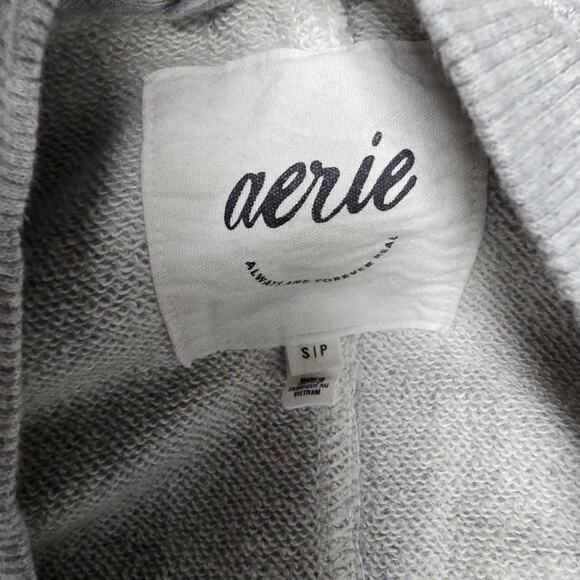 aerie
ALWAYS AND FOREVER REAL
S|P
MADE IN
FABRIQUÉ AU
VIETNAM